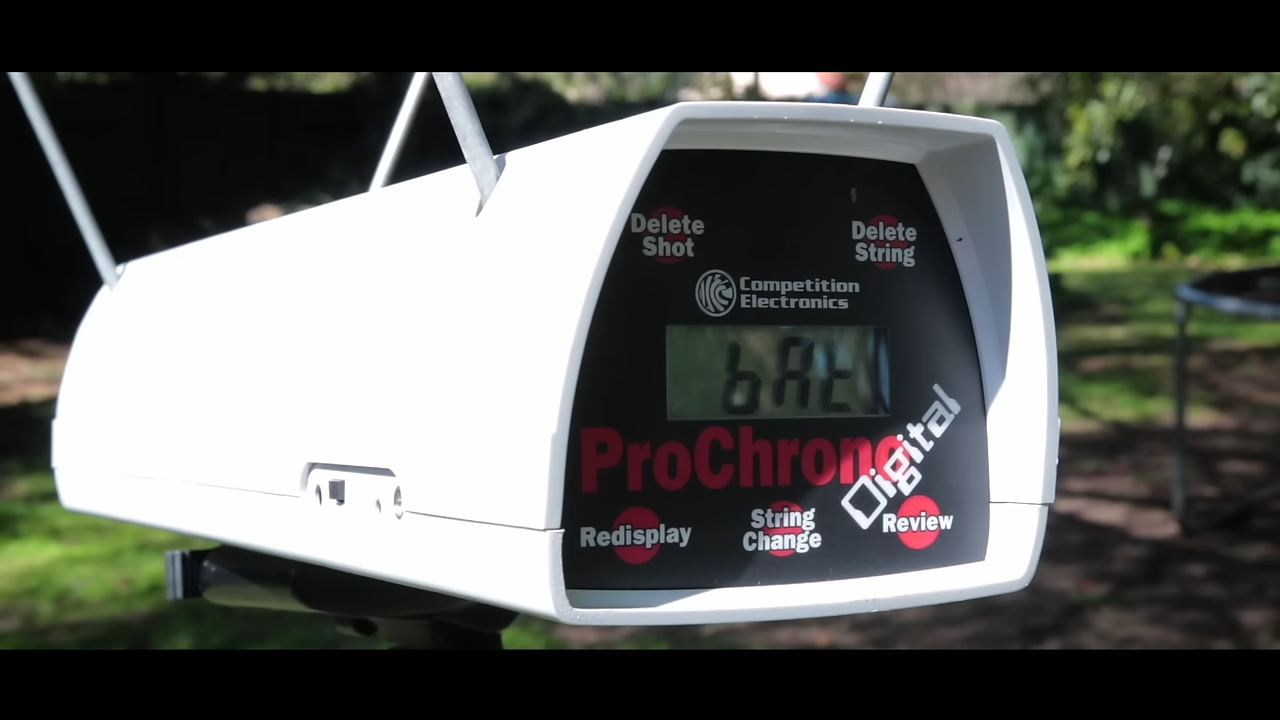 Delete
Shot
Delete
String
Competition
Electronics
bAt
ProChrono
Digital
Redisplay
String
Change
Review